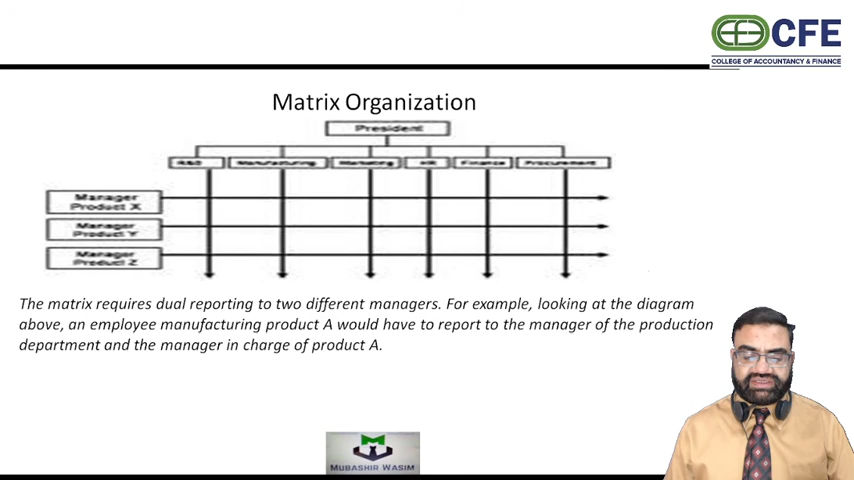 CFE
COLLEGE OF ACCOUNTANCY & FINANCE
Matrix Organization
President
R&D Manufacturing Marketing HR Finance Procurement
Manager
Product X
Manager
Product Y
Manager
Product Z
The matrix requires dual reporting to two different managers. For example, looking at the diagram
above, an employee manufacturing product A would have to report to the manager of the production
department and the manager in charge of product A.
MUBASHIR WASIM